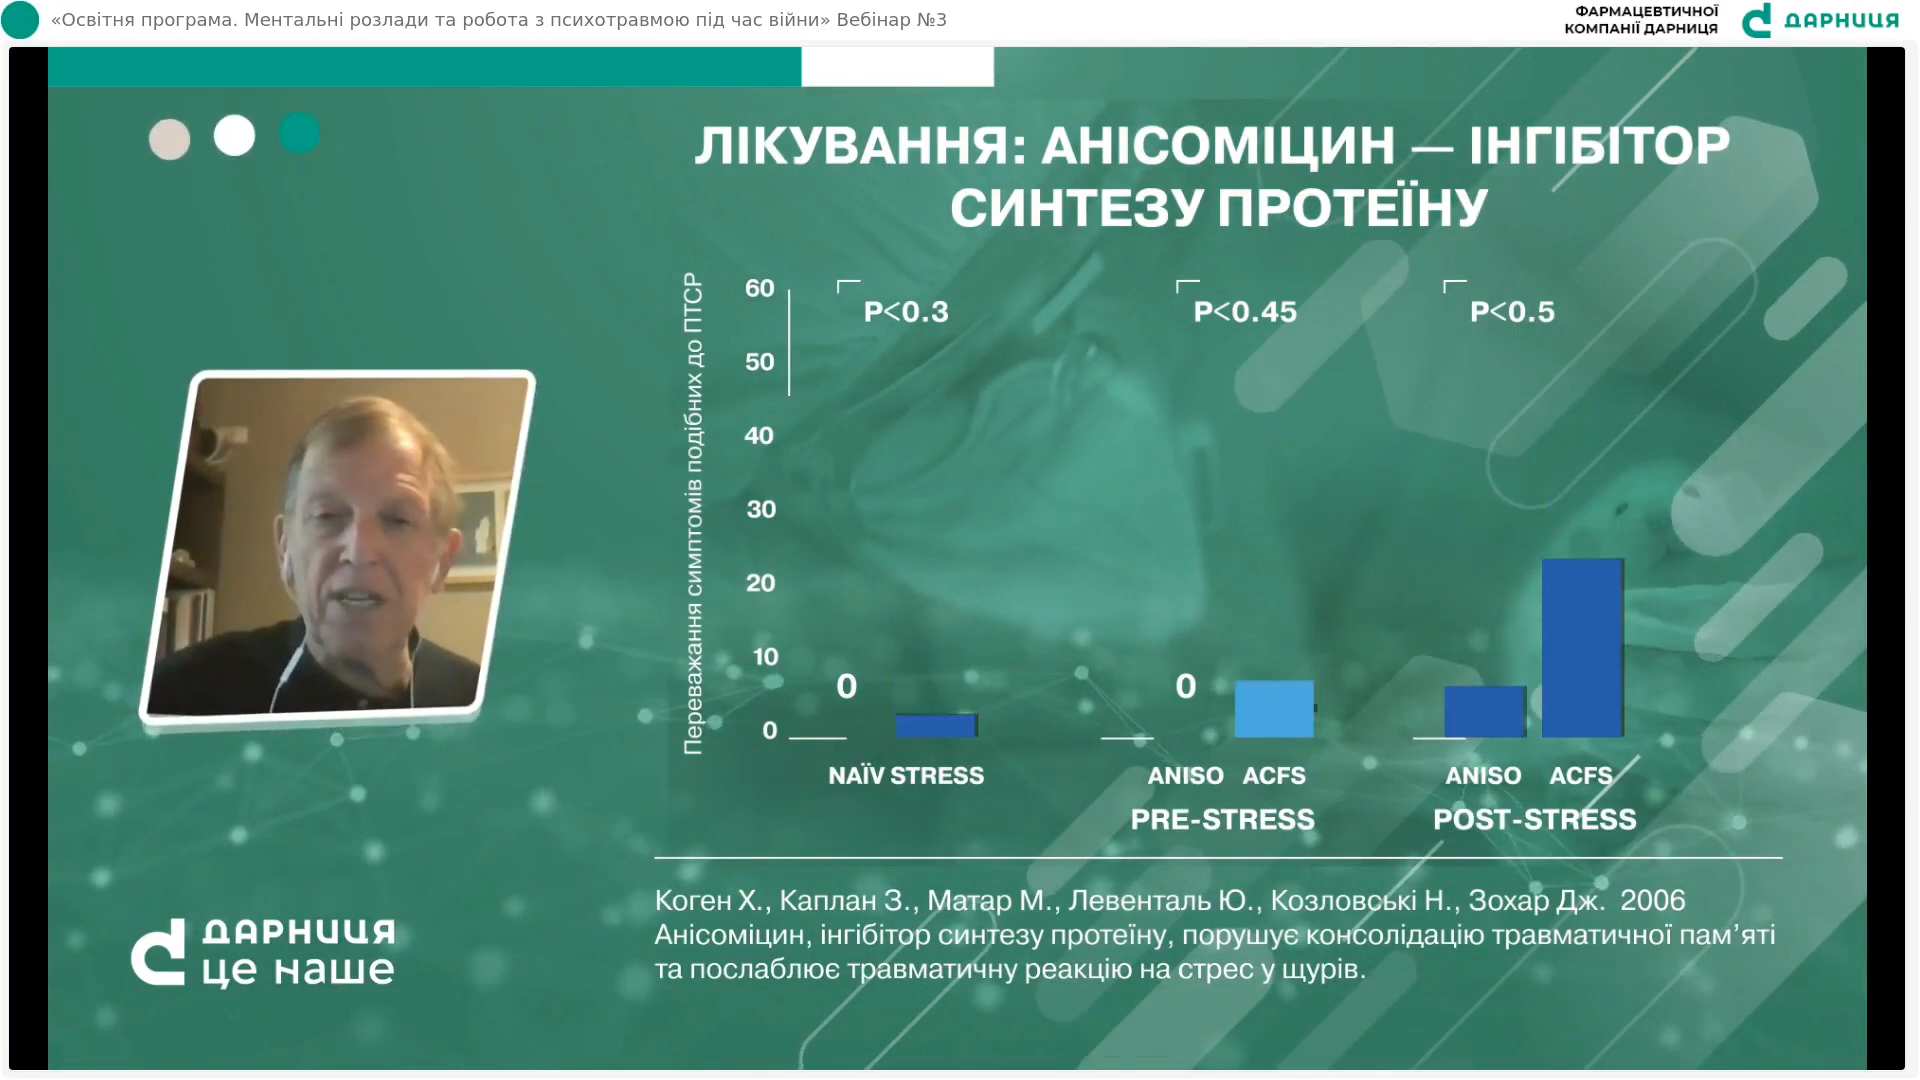 «Освітня програма. Ментальні розлади та робота з психотравмою під час війни» Вебінар №3
ФАРМАЦЕВТИЧНОЇ
КОМПАНІЇ ДАРНИЦЯ
ДАРНИЦЯ
ЛІКУВАННЯ: АНІСОМІЦИН — ІНГІБІТОР
СИНТЕЗУ ПРОТЕЇНУ
Переважання симптомів подібних до ПТСР
60
50
40
30
20
10
0
P<0.3
P<0.45
P<0.5
0
0
NAÏV STRESS
ANISO ACFS
ANISO ACFS
PRE-STRESS
POST-STRESS
Коген Х., Каплан З., Матар М., Левенталь Ю., Козловські Н., Зохар Дж. 2006
Анісоміцин, інгібітор синтезу протеїну, порушує консолідацію травматичної пам’яті
та послаблює травматичну реакцію на стрес у щурів.
ДАРНИЦЯ
це наше